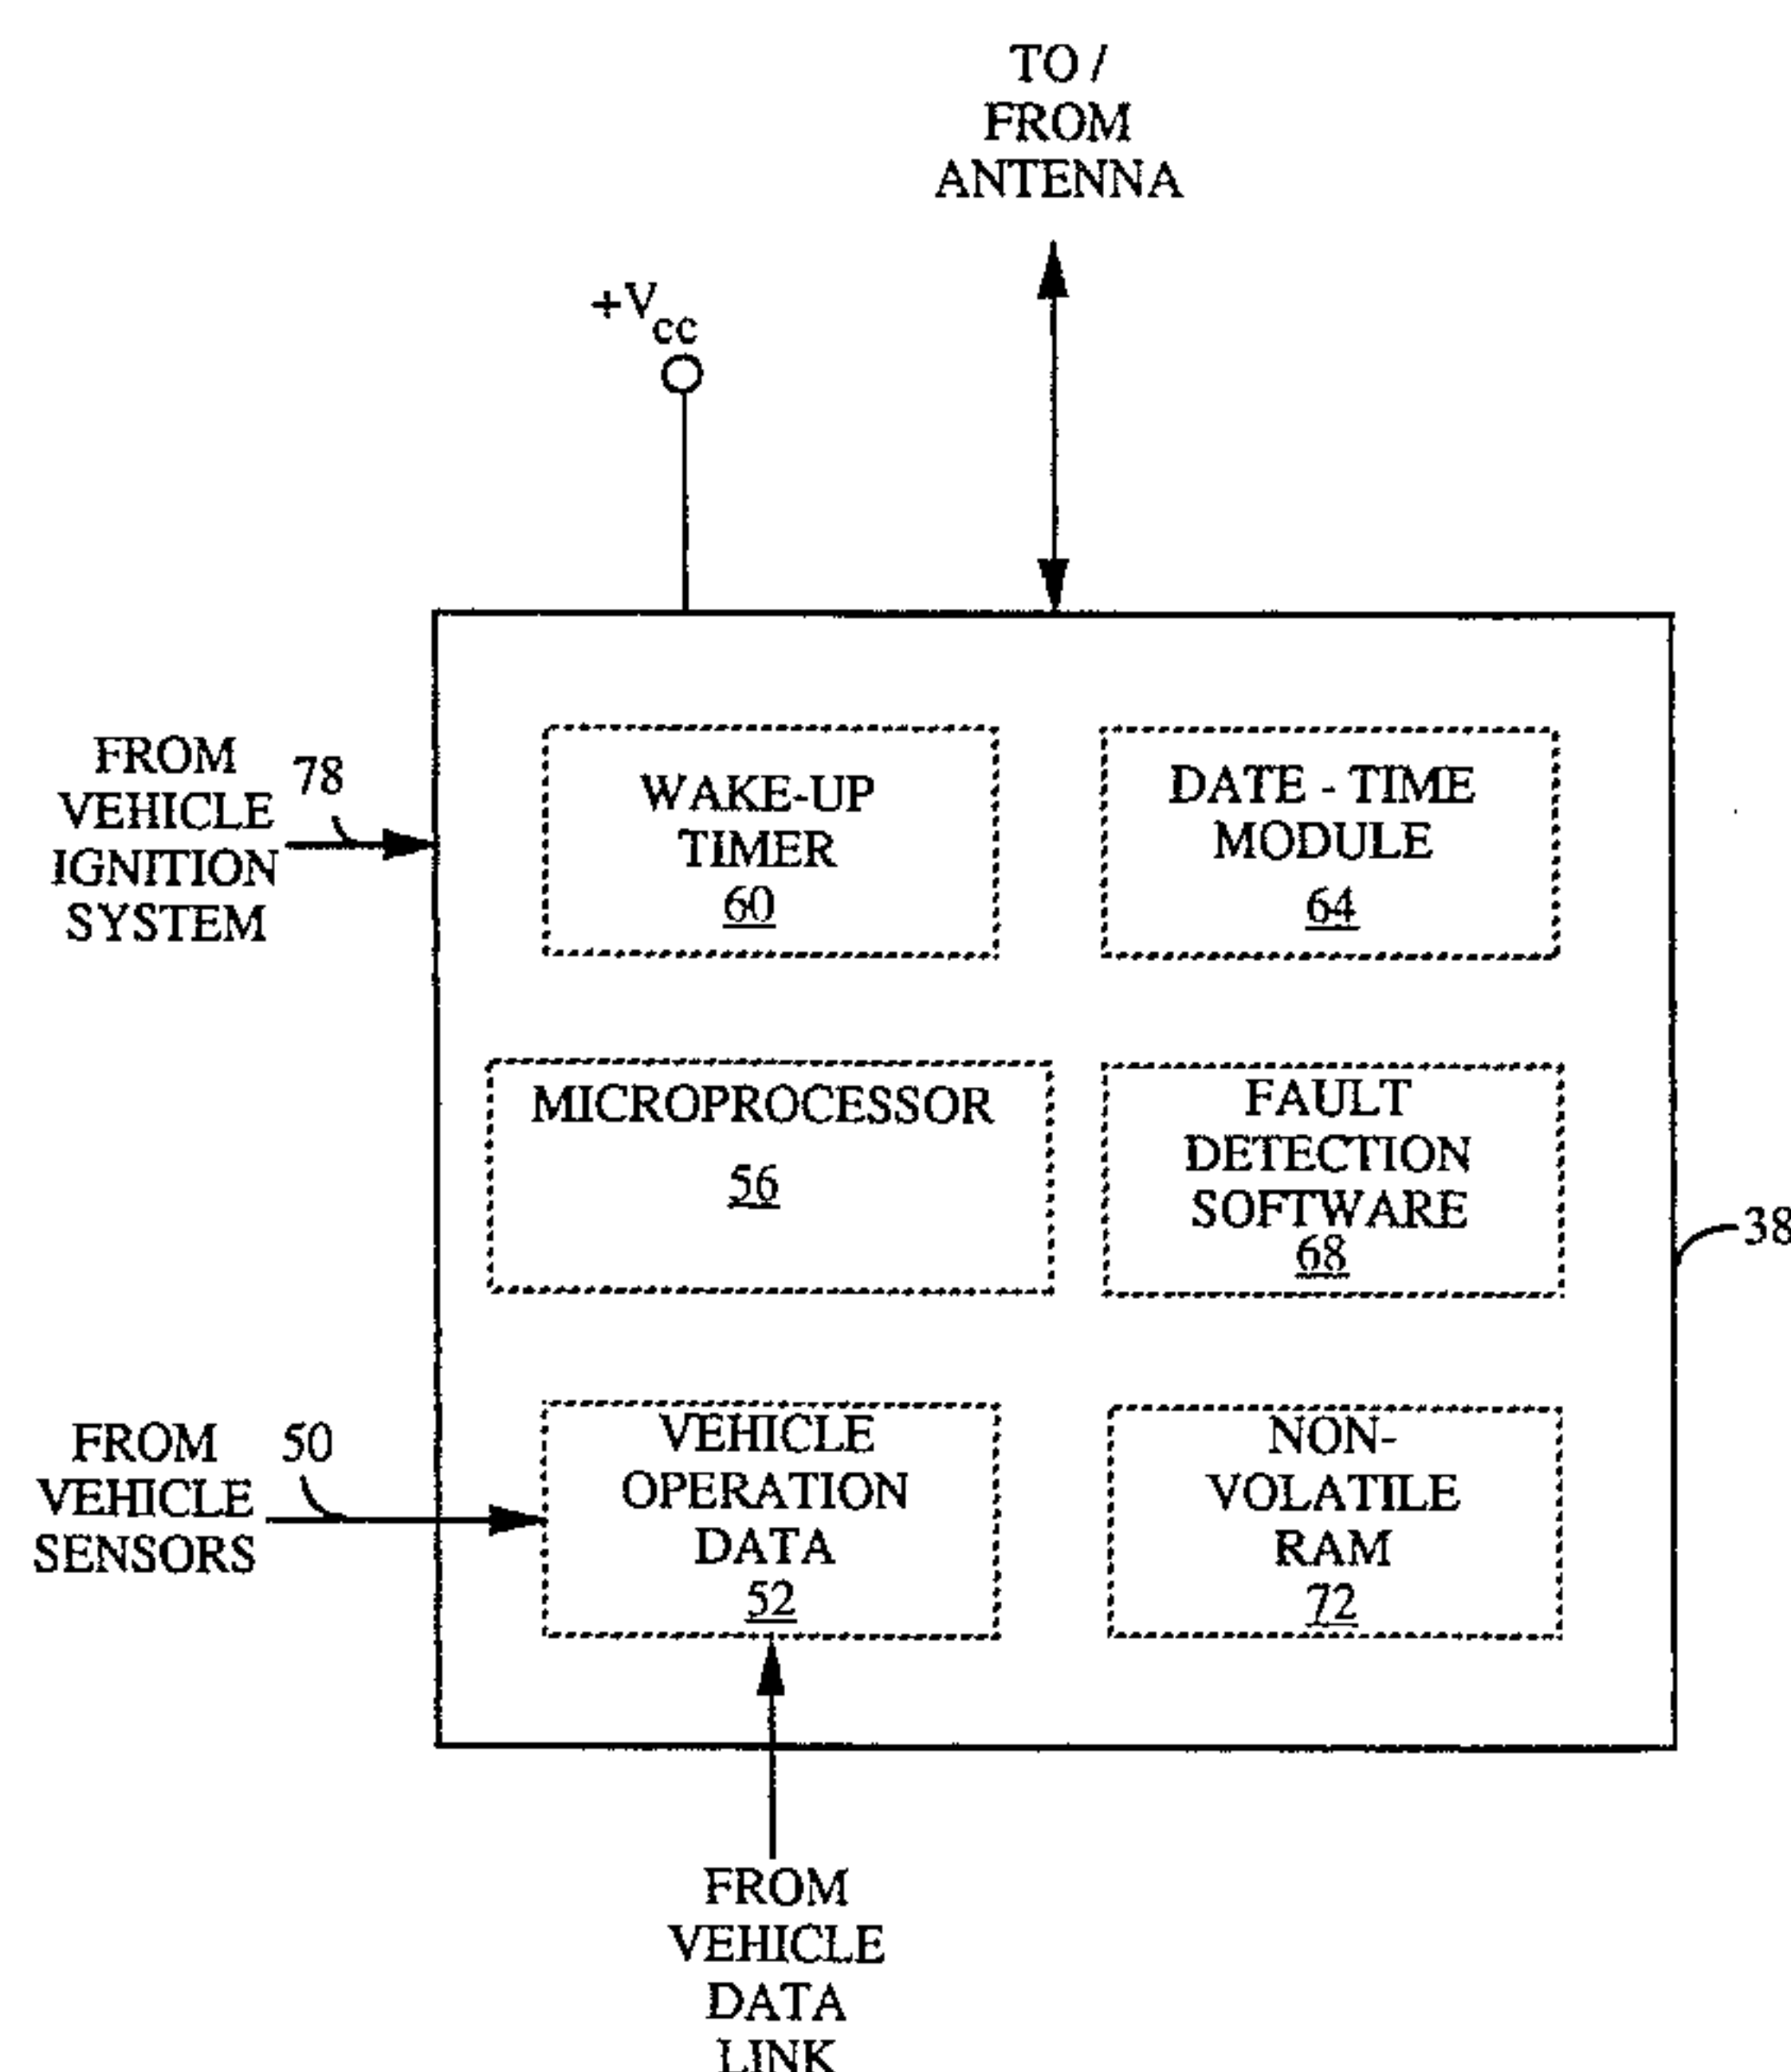 TO /
FROM
ANTENNA
+Vcc
FROM
VEHICLE
IGNITION
SYSTEM
78
WAKE-UP
TIMER
60
DATE - TIME
MODULE
64
MICROPROCESSOR
56
FAULT
DETECTION
SOFTWARE
68
38
FROM
VEHICLE
SENSORS
50
VEHICLE
OPERATION
DATA
52
NON-
VOLATILE
RAM
72
FROM
VEHICLE
DATA
LINK